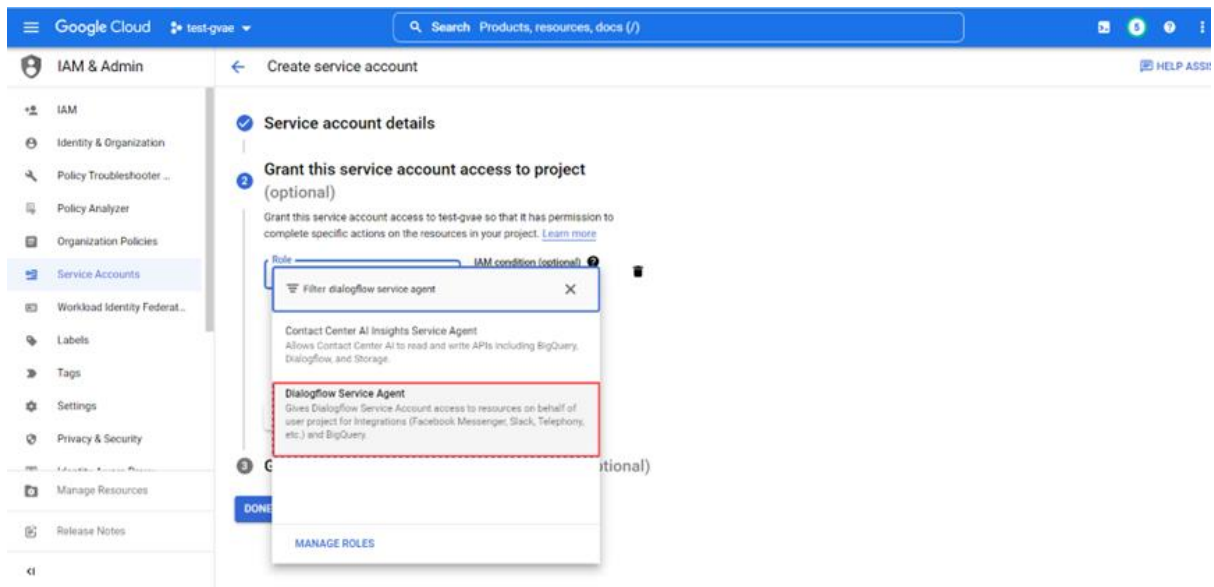 Google Cloud
test-gvae
Search Products, resources, docs (/)
5
IAM & Admin
Create service account
HELP ASSIS
IAM
Identity & Organization
Policy Troubleshooter ...
Policy Analyzer
Organization Policies
Service Accounts
Workload Identity Federat...
Labels
Tags
Settings
Privacy & Security
Manage Resources
Release Notes
Service account details
2
Grant this service account access to project
(optional)
Grant this service account access to test-gvae so that it has permission to
complete specific actions on the resources in your project. Learn more
Role
IAM condition (optional)
Filter dialogflow service agent
Contact Center AI Insights Service Agent
Allows Contact Center AI to read and write APIs including BigQuery,
Dialogflow, and Storage.
Dialogflow Service Agent
Gives Dialogflow Service Account access to resources on behalf of
user project for Integrations (Facebook Messenger, Slack, Telephony,
etc.) and BigQuery.
MANAGE ROLES
3
G
tional)
DONE